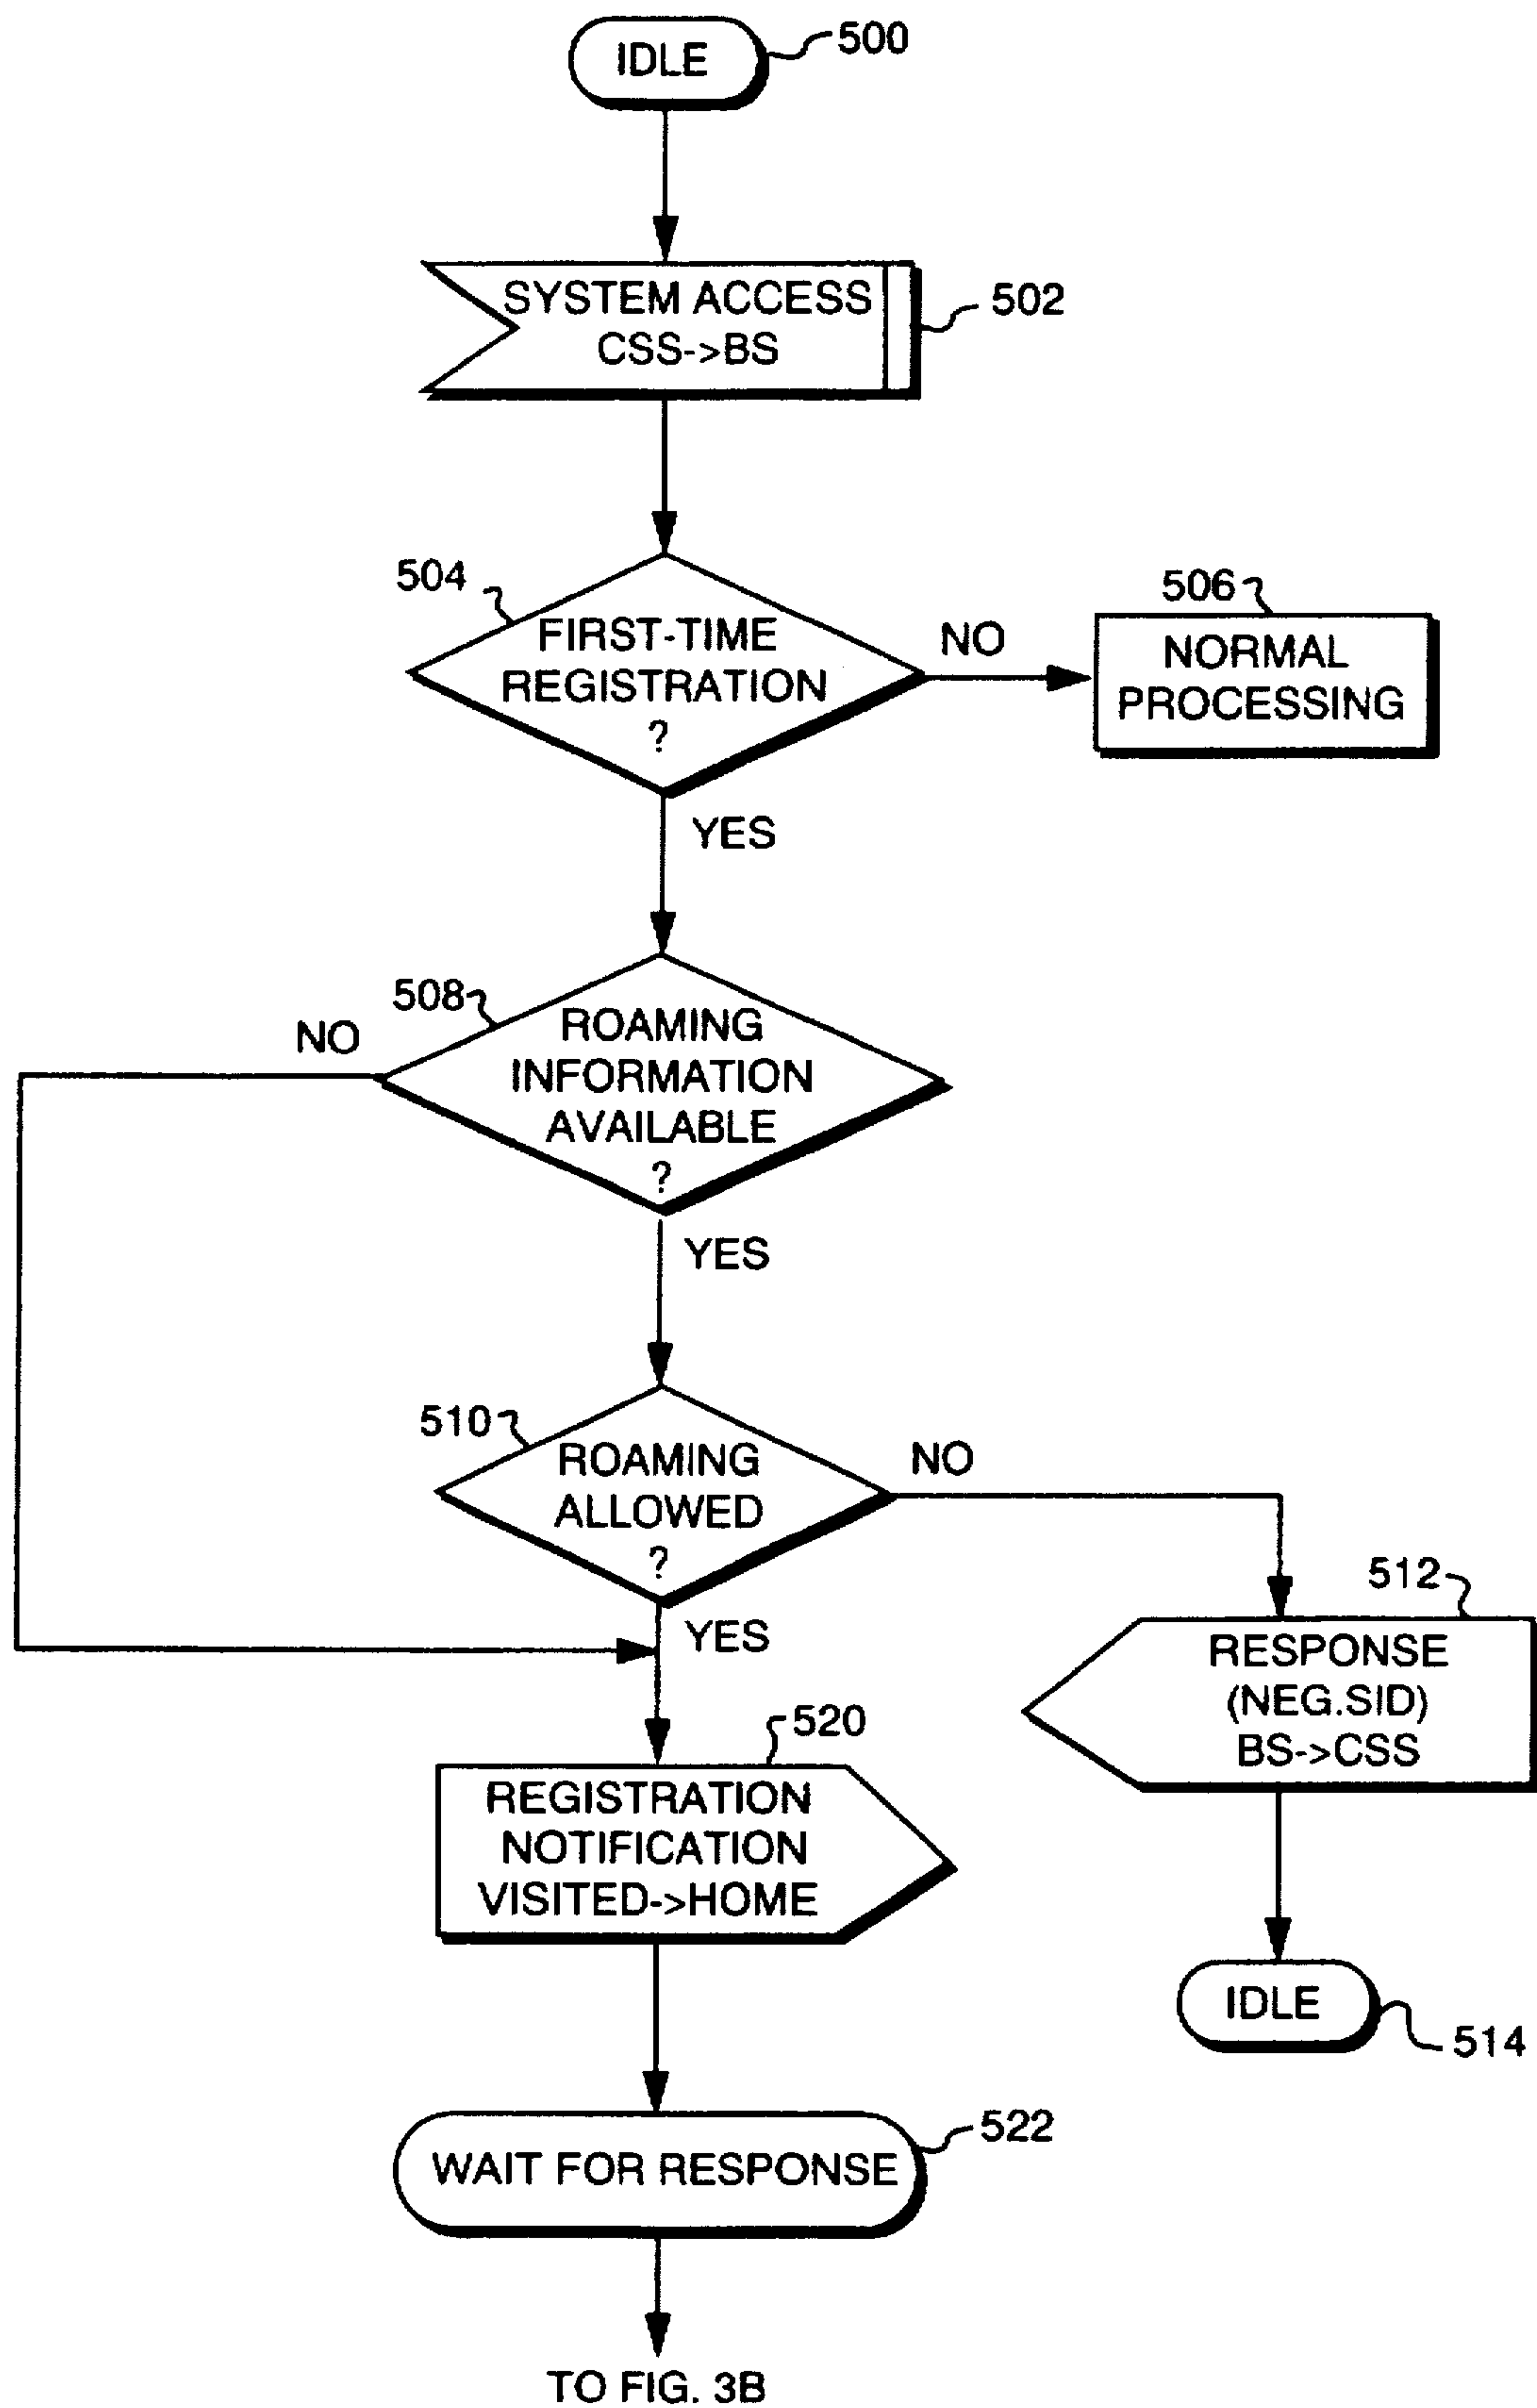 IDLE
500
SYSTEM ACCESS
CSS->BS
502
504
FIRST-TIME
REGISTRATION
?
NO
506
NORMAL
PROCESSING
YES
508
NO
ROAMING
INFORMATION
AVAILABLE
?
YES
510
ROAMING
ALLOWED
?
NO
YES
512
RESPONSE
(NEG.SID)
BS->CSS
520
REGISTRATION
NOTIFICATION
VISITED->HOME
IDLE
514
WAIT FOR RESPONSE
522
TO FIG. 3B